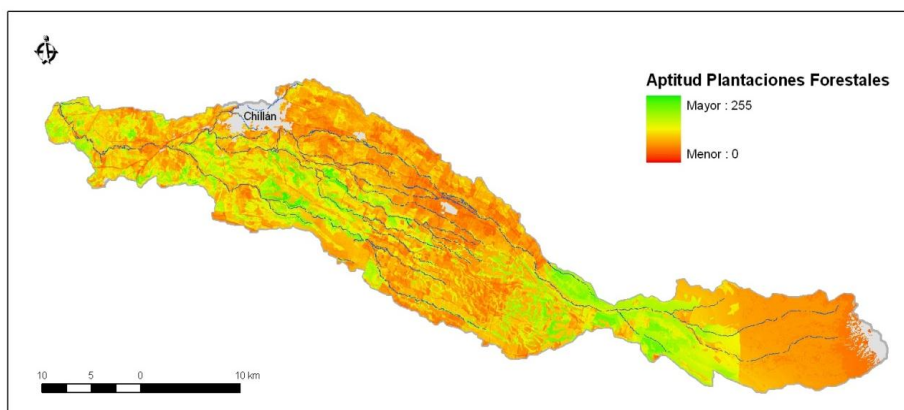 Aptitud Plantaciones Forestales
Mayor : 255
Menor : 0
Chillán
10 5 0 10 km